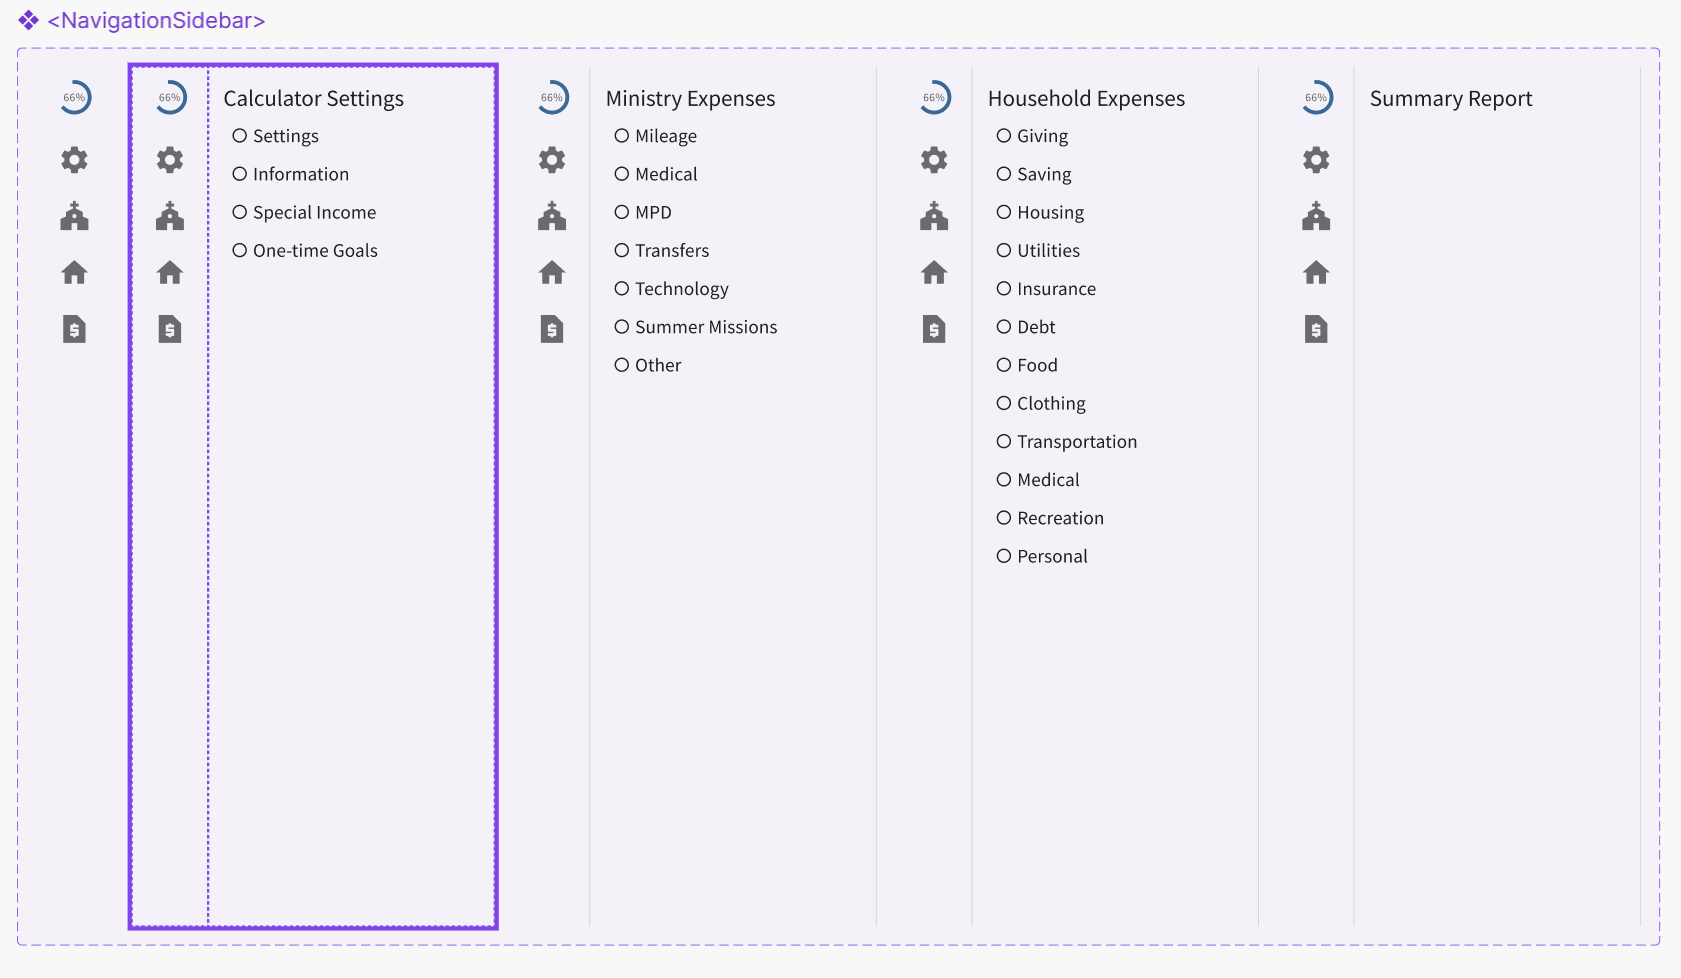 <NavigationSidebar>
66%
66%
Calculator Settings
Settings
Information
Special Income
One-time Goals
66%
Ministry Expenses
Mileage
Medical
MPD
Transfers
Technology
Summer Missions
Other
66%
Household Expenses
Giving
Saving
Housing
Utilities
Insurance
Debt
Food
Clothing
Transportation
Medical
Recreation
Personal
66%
Summary Report